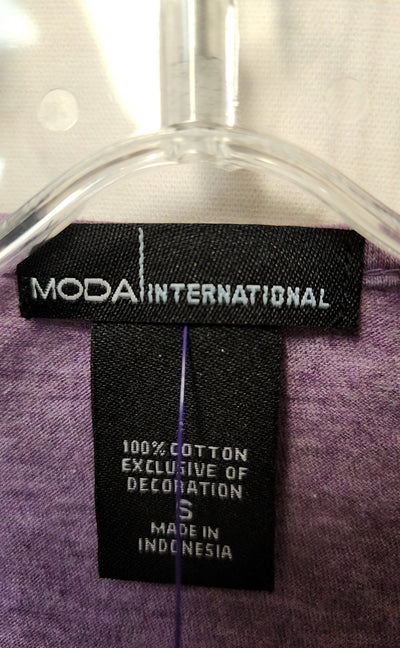 MODA INTERNATIONAL
100% COTTON
EXCLUSIVE OF
DECORATION
S
MADE IN
INDONESIA